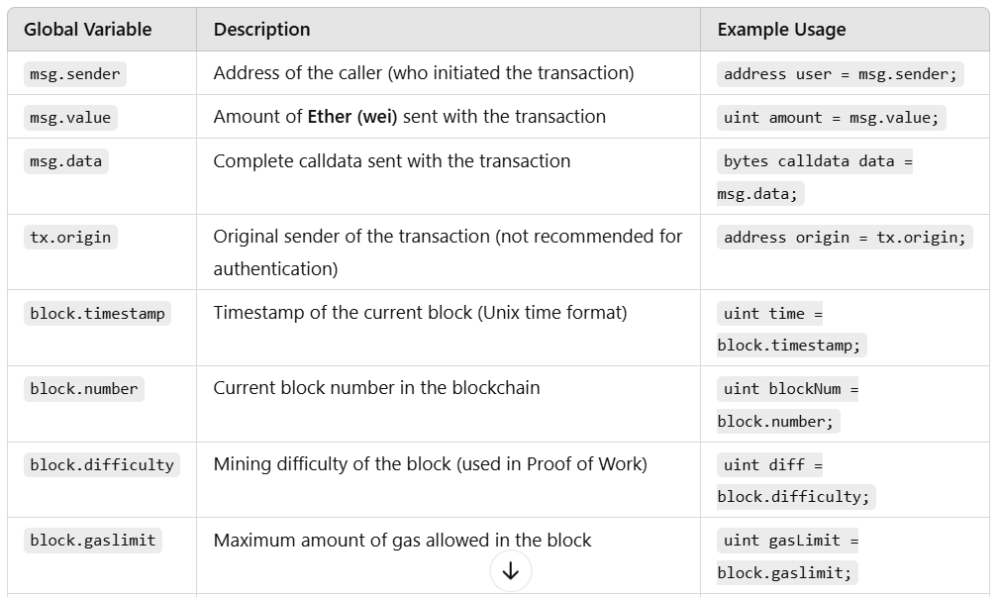 Global Variable Description Example Usage
msg.sender Address of the caller (who initiated the transaction) address user = msg.sender;
msg.value Amount of Ether (wei) sent with the transaction uint amount = msg.value;
msg.data Complete calldata sent with the transaction bytes calldata data =
msg.data;
tx.origin Original sender of the transaction (not recommended for address origin = tx.origin;
authentication)
block.timestamp Timestamp of the current block (Unix time format) uint time =
block.timestamp;
block.number Current block number in the blockchain uint blockNum =
block.number;
block.difficulty Mining difficulty of the block (used in Proof of Work) uint diff =
block.difficulty;
block.gaslimit Maximum amount of gas allowed in the block uint gasLimit =
block.gaslimit;